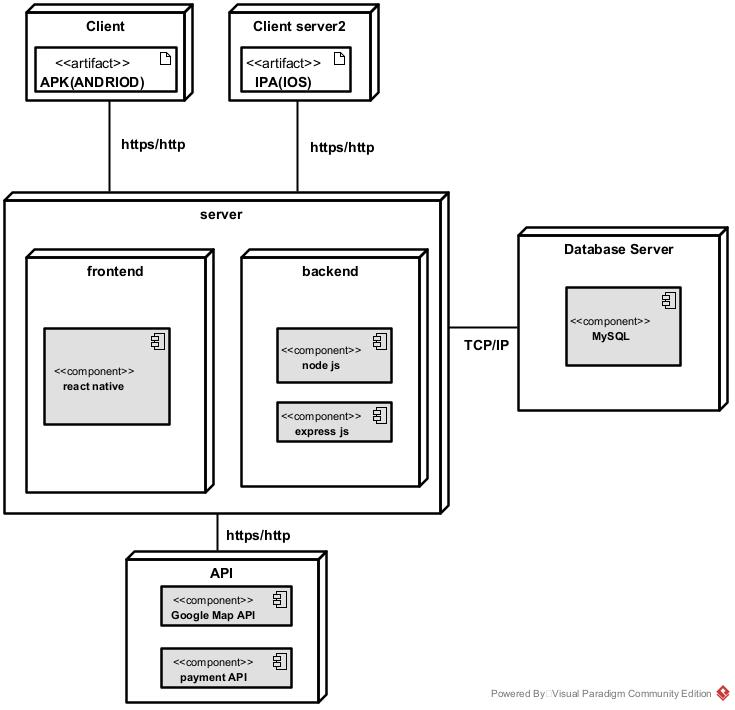 Client
<<artifact>>
APK(ANDRIOD)
Client server2
<<artifact>>
IPA(IOS)
https/http
https/http
server
frontend
<<component>>
react native
backend
<<component>>
node js
<<component>>
express js
TCP/IP
Database Server
<<component>>
MySQL
https/http
API
<<component>>
Google Map API
<<component>>
payment API
Powered By Visual Paradigm Community Edition